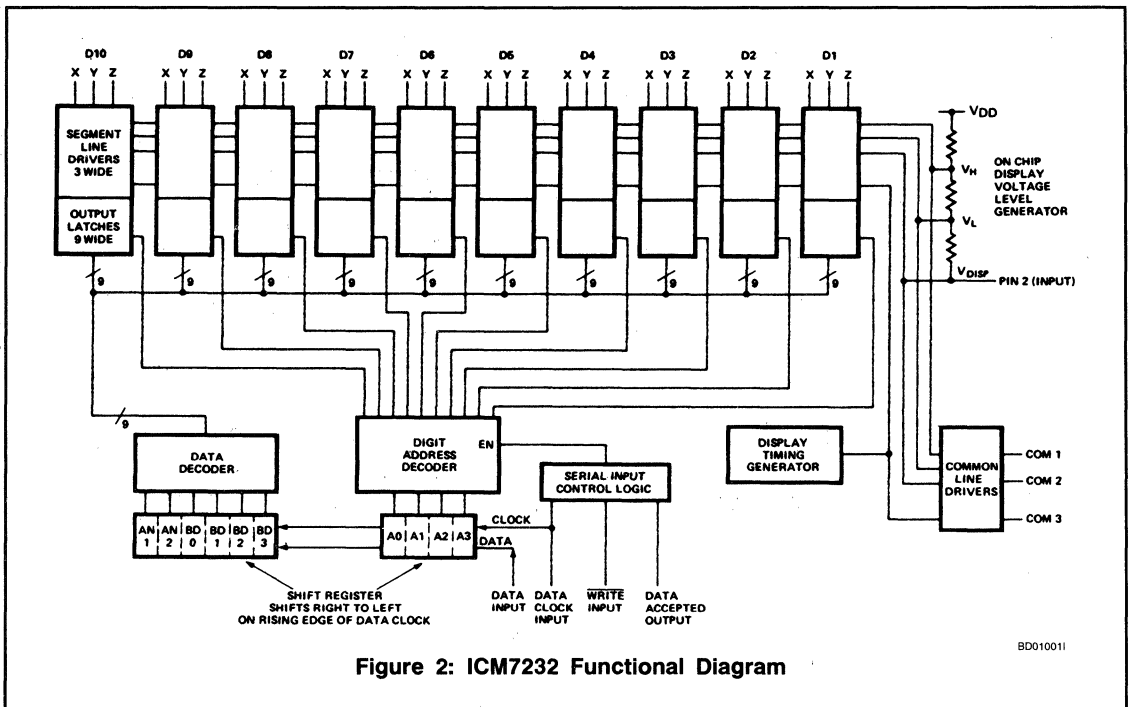 D10 D9 D8 D7 D6 D5 D4 D3 D2 D1
X Y Z X Y Z X Y Z X Y Z X Y Z X Y Z X Y Z X Y Z X Y Z X Y Z
SEGMENT
LINE
DRIVERS
3 WIDE
OUTPUT
LATCHES
9 WIDE
VDD
VH
VL
VDISP
ON CHIP
DISPLAY
VOLTAGE
LEVEL
GENERATOR
PIN 2 (INPUT)
9 9 9 9 9 9 9 9 9 9
9
DATA
DECODER
DIGIT
ADDRESS
DECODER
EN
SERIAL INPUT
CONTROL LOGIC
DISPLAY
TIMING
GENERATOR
COMMON
LINE
DRIVERS
COM 1
COM 2
COM 3
AN 1 AN 2 BD 0 BD 1 BD 2 BD 3
A0 A1 A2 A3
CLOCK
DATA
SHIFT REGISTER
SHIFTS RIGHT TO LEFT
ON RISING EDGE OF DATA CLOCK
DATA
INPUT
DATA
CLOCK
INPUT
WRITE
INPUT
DATA
ACCEPTED
OUTPUT
BD01001I
Figure 2: ICM7232 Functional Diagram